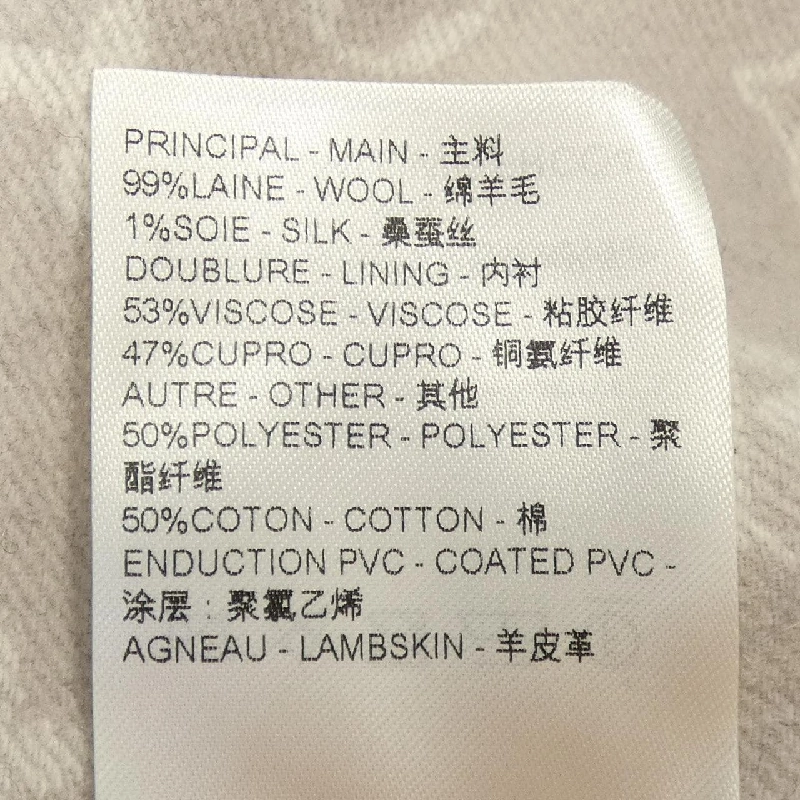 PRINCIPAL - MAIN - 主料
99%LAINE - WOOL - 绵羊毛
1%SOIE - SILK - 桑蚕丝
DOUBLURE - LINING - 内衬
53%VISCOSE - VISCOSE - 粘胶纤维
47%CUPRO - CUPRO - 铜氨纤维
AUTRE - OTHER - 其他
50%POLYESTER - POLYESTER - 聚
酯纤维
50%COTON - COTTON - 棉
ENDUCTION PVC - COATED PVC -
涂层：聚氯乙烯
AGNEAU - LAMBSKIN - 羊皮革